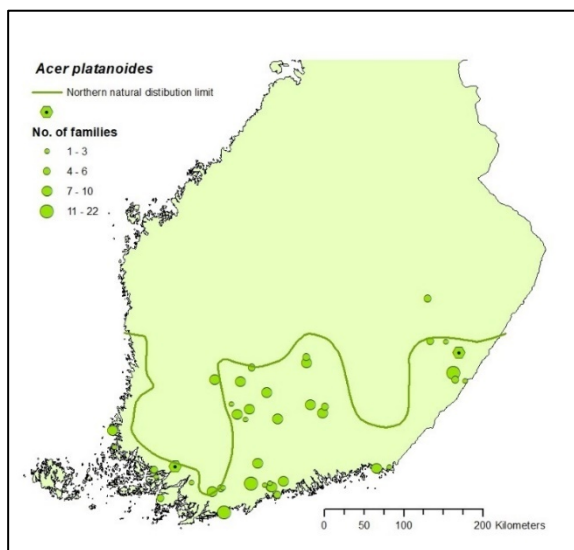 Acer platanoides
Northern natural distibution limit
No. of families
1 - 3
4 - 6
7 - 10
11 - 22
0 50 100 200 Kilometers